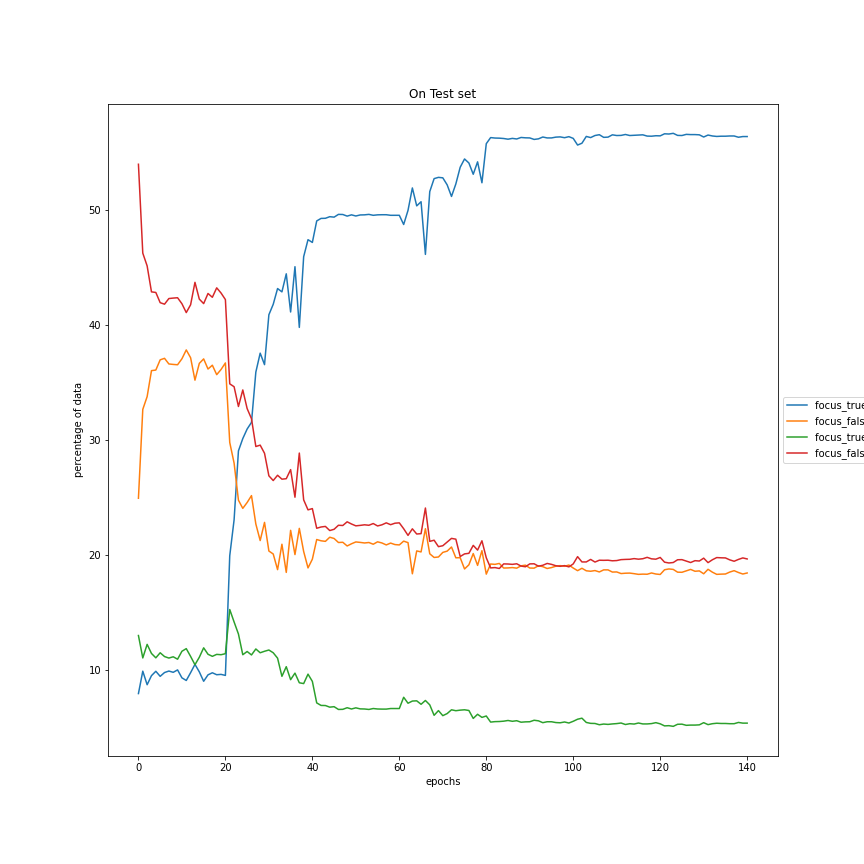 On Test set
percentage of data
50
40
30
20
10
0 20 40 60 80 100 120 140
epochs
focus_true
focus_fals
focus_true
focus_fals